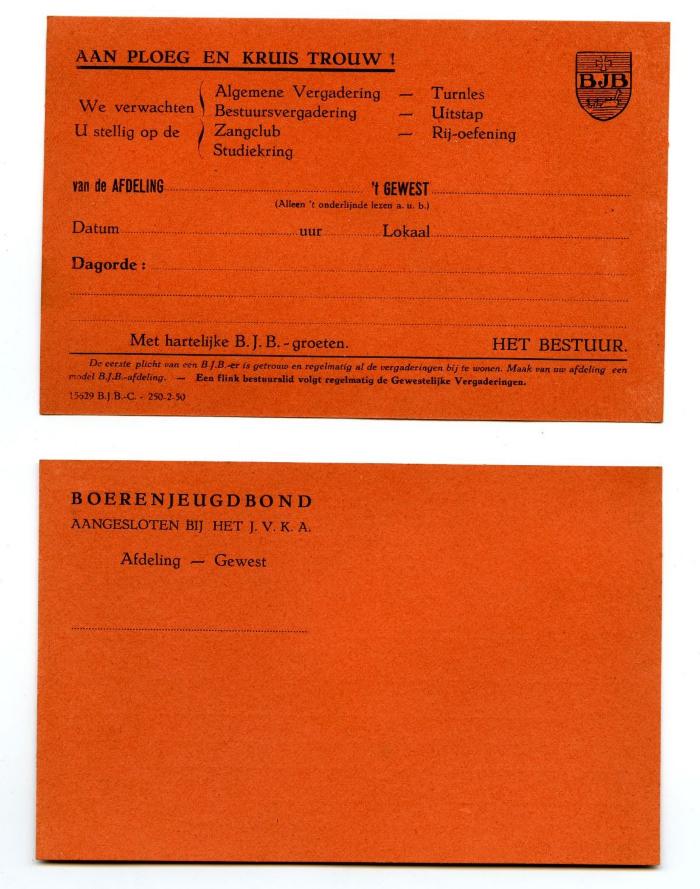 AAN PLOEG EN KRUIS TROUW !
BJB
We verwachten
U stellig op de
Algemene Vergadering — Turnles
Bestuursvergadering — Uitstap
Zangclub — Rij-oefening
Studiekring
van de AFDELING 't GEWEST
(Alleen 't onderlijnde lezen a. u. b.)
Datum uur Lokaal
Dagorde :
Met hartelijke B. J. B. - groeten. HET BESTUUR.
De eerste plicht van een B.J.B.-er is getrouw en regelmatig al de vergaderingen bij te wonen. Maak van uw afdeling een
model B.J.B.-afdeling. — Een flink bestuurslid volgt regelmatig de Gewestelijke Vergaderingen.
15629 B.J.B.-C. - 250-2-50
BOERENJEUGDBOND
AANGESLOTEN BIJ HET J. V. K. A.
Afdeling — Gewest